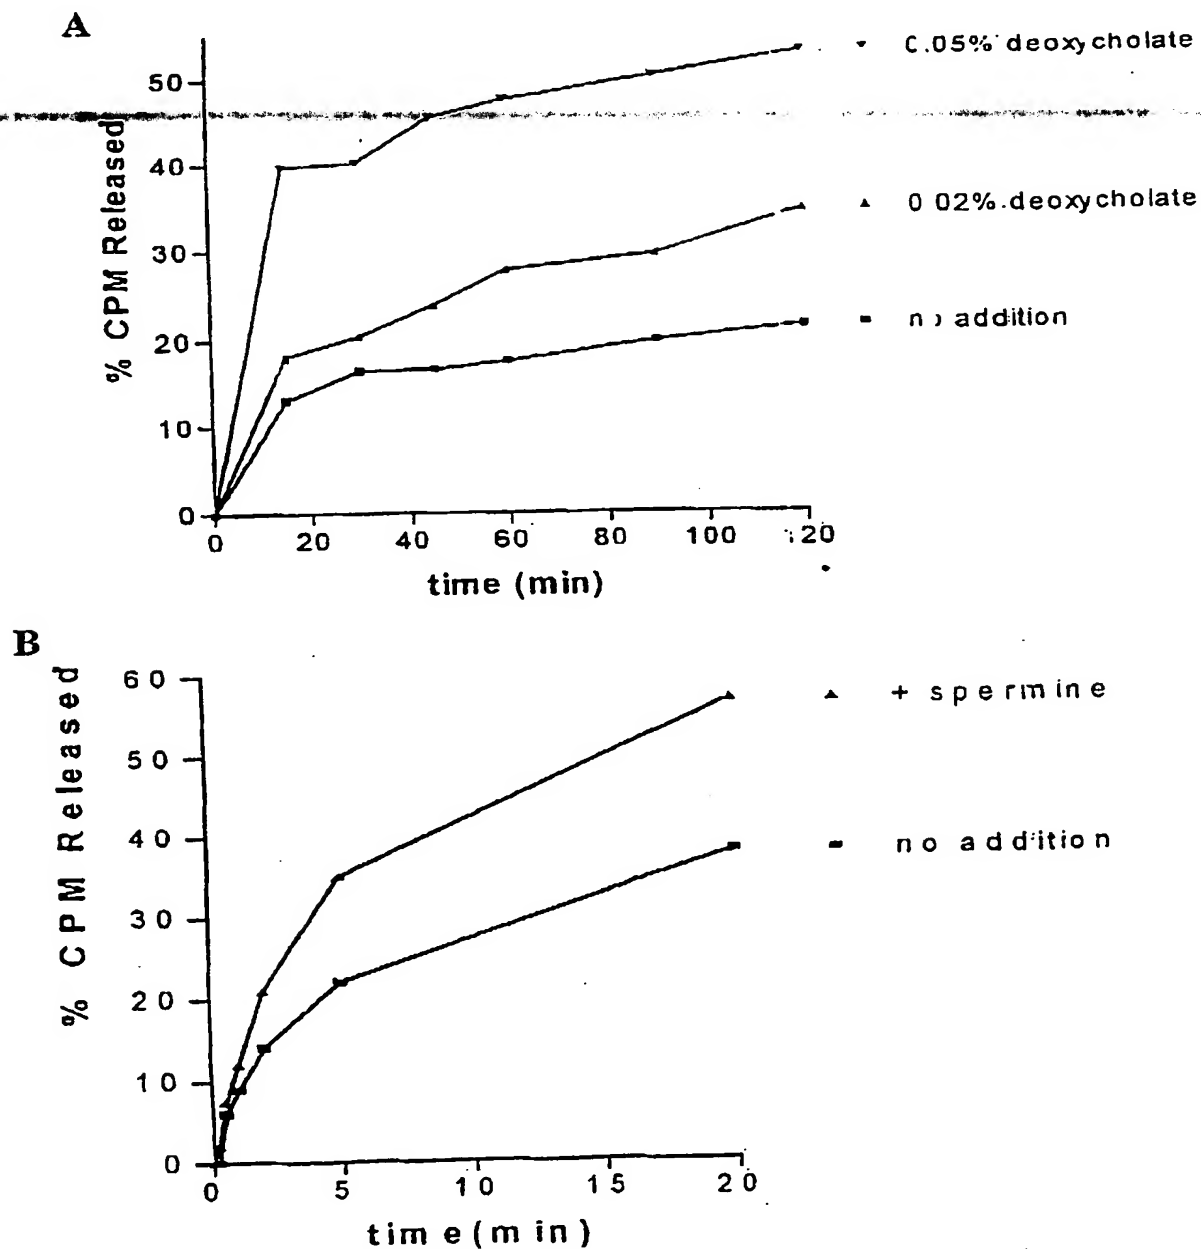 A
% CPM Released
50
40
30
20
10
0
0 20 40 60 80 100 120
time (min)
0.05% deoxycholate
0.02% deoxycholate
no addition
B
% CPM Released
60
50
40
30
20
10
0
0 5 10 15 20
time (min)
+ spermine
no addition